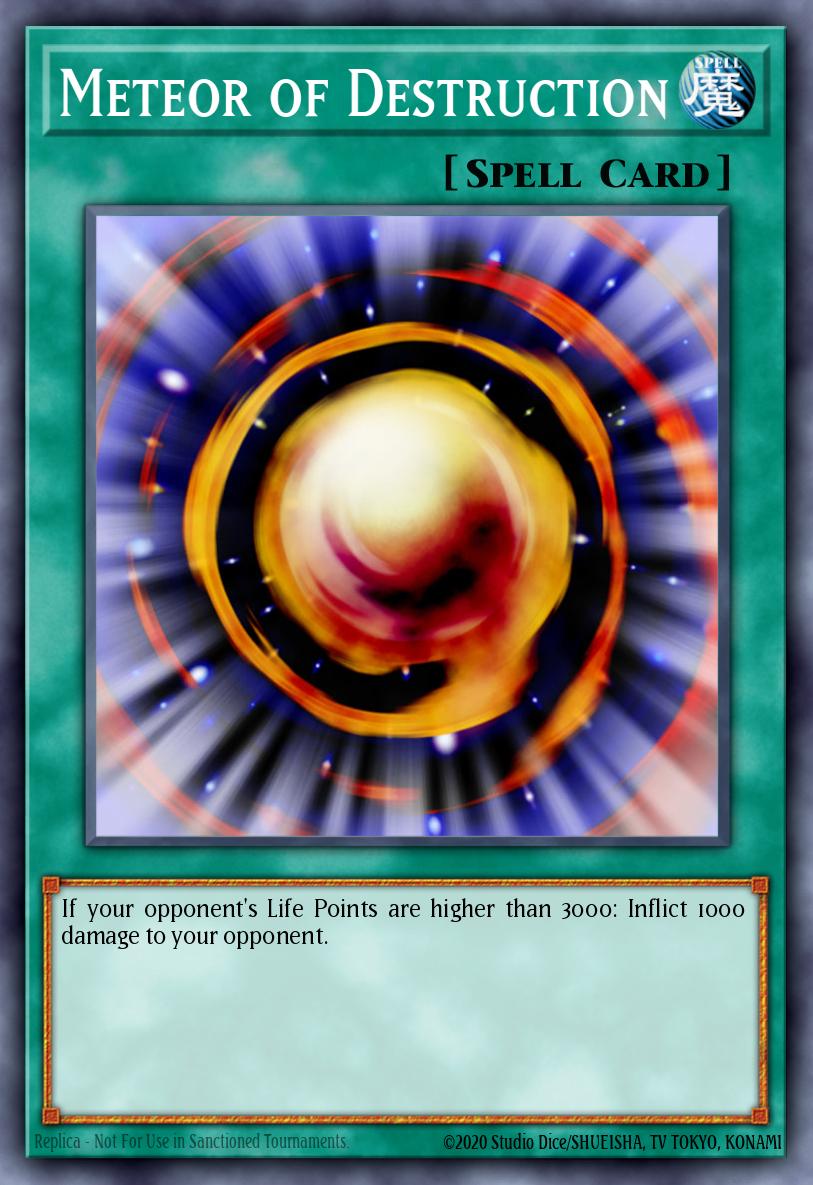 Meteor of Destruction
SPELL
魔
[ Spell Card ]
If your opponent's Life Points are higher than 3000: Inflict 1000
damage to your opponent.
Replica - Not For Use in Sanctioned Tournaments.
©2020 Studio Dice/SHUEISHA, TV TOKYO, KONAMI